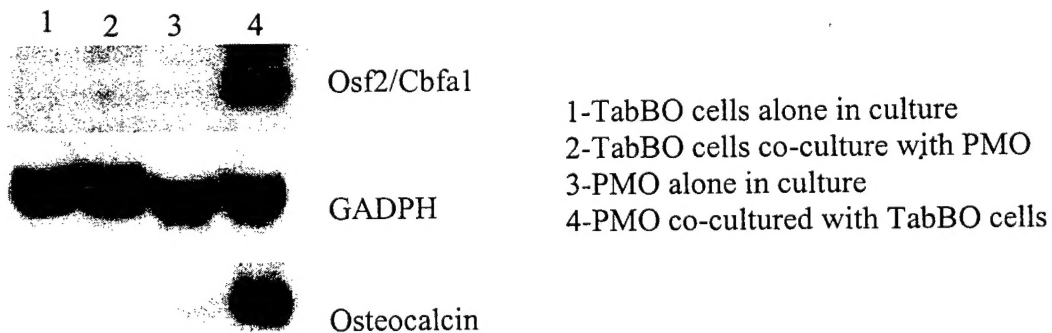 1 2 3 4
Osf2/Cbfa1
GADPH
Osteocalcin
1-TabBO cells alone in culture
2-TabBO cells co-culture with PMO
3-PMO alone in culture
4-PMO co-cultured with TabBO cells